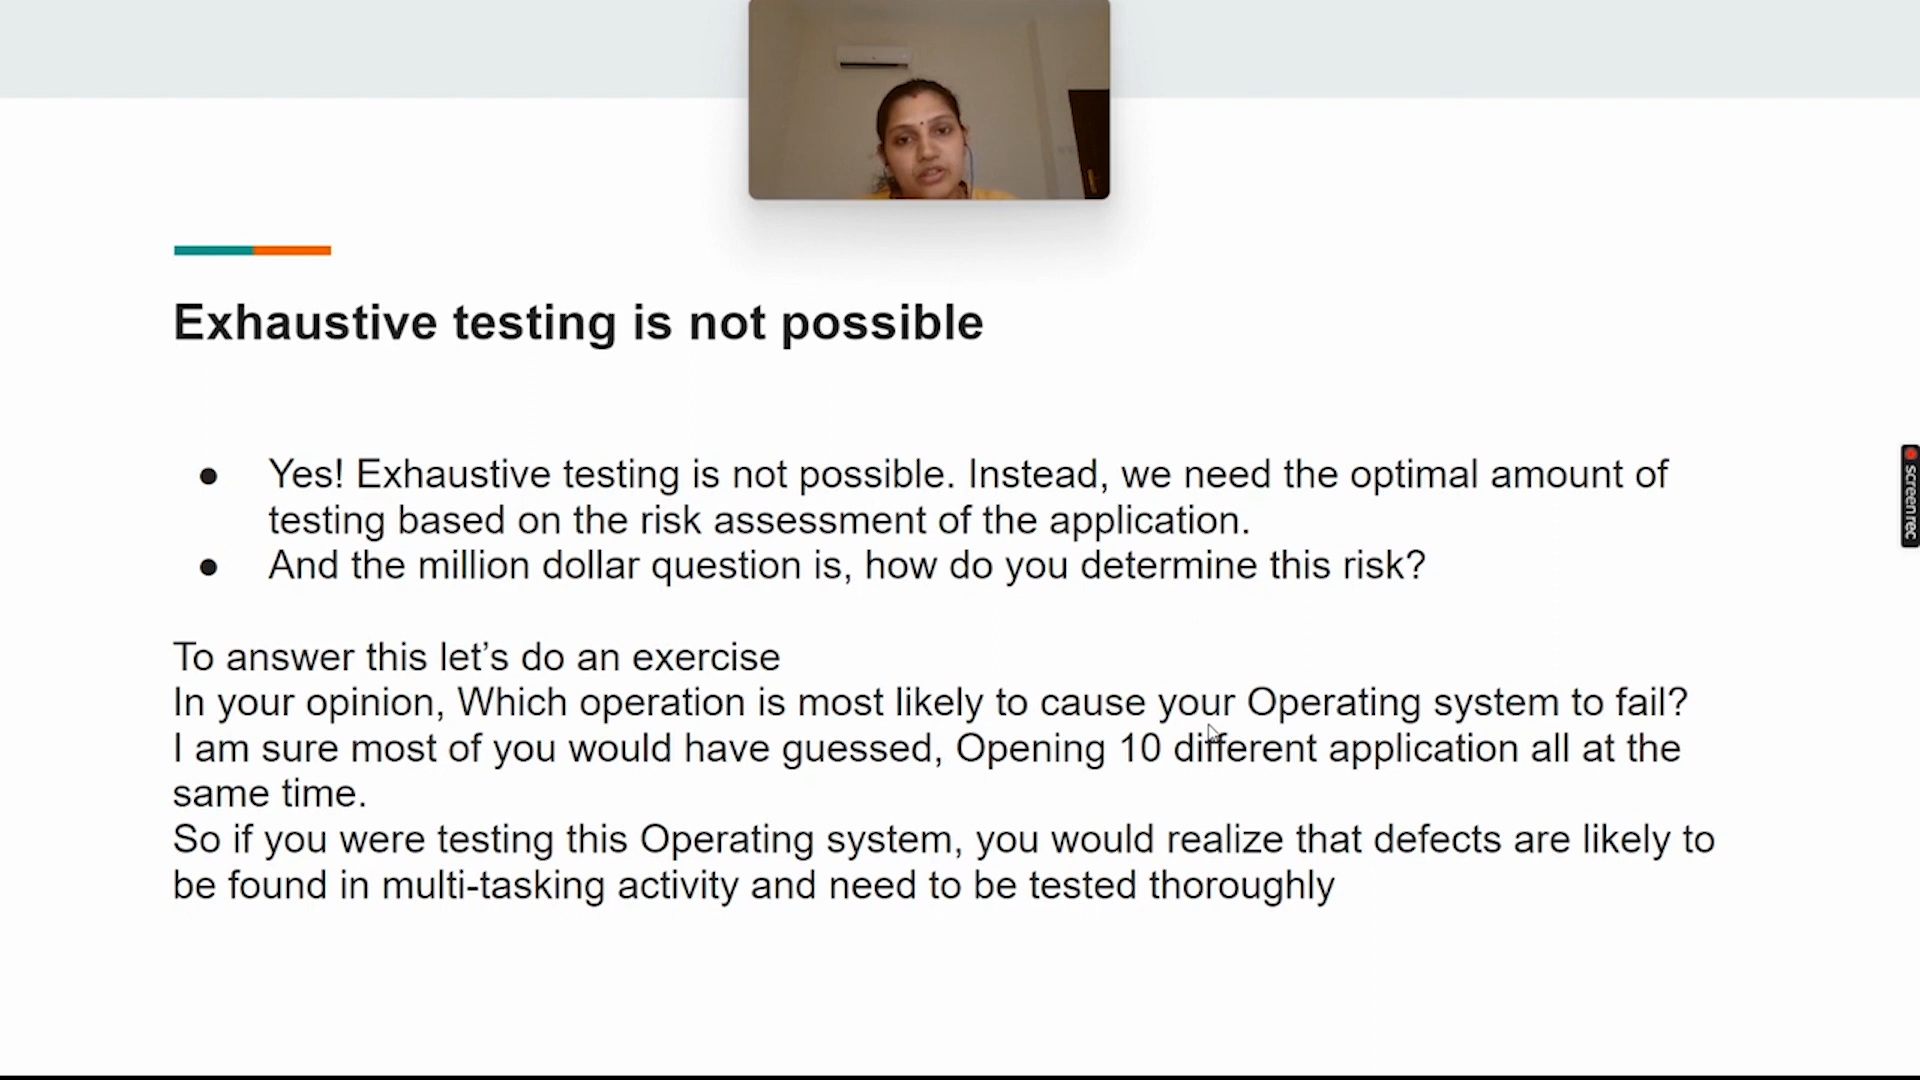 Exhaustive testing is not possible
● Yes! Exhaustive testing is not possible. Instead, we need the optimal amount of
testing based on the risk assessment of the application.
● And the million dollar question is, how do you determine this risk?
To answer this let’s do an exercise
In your opinion, Which operation is most likely to cause your Operating system to fail?
I am sure most of you would have guessed, Opening 10 different application all at the
same time.
So if you were testing this Operating system, you would realize that defects are likely to
be found in multi-tasking activity and need to be tested thoroughly
screenrec